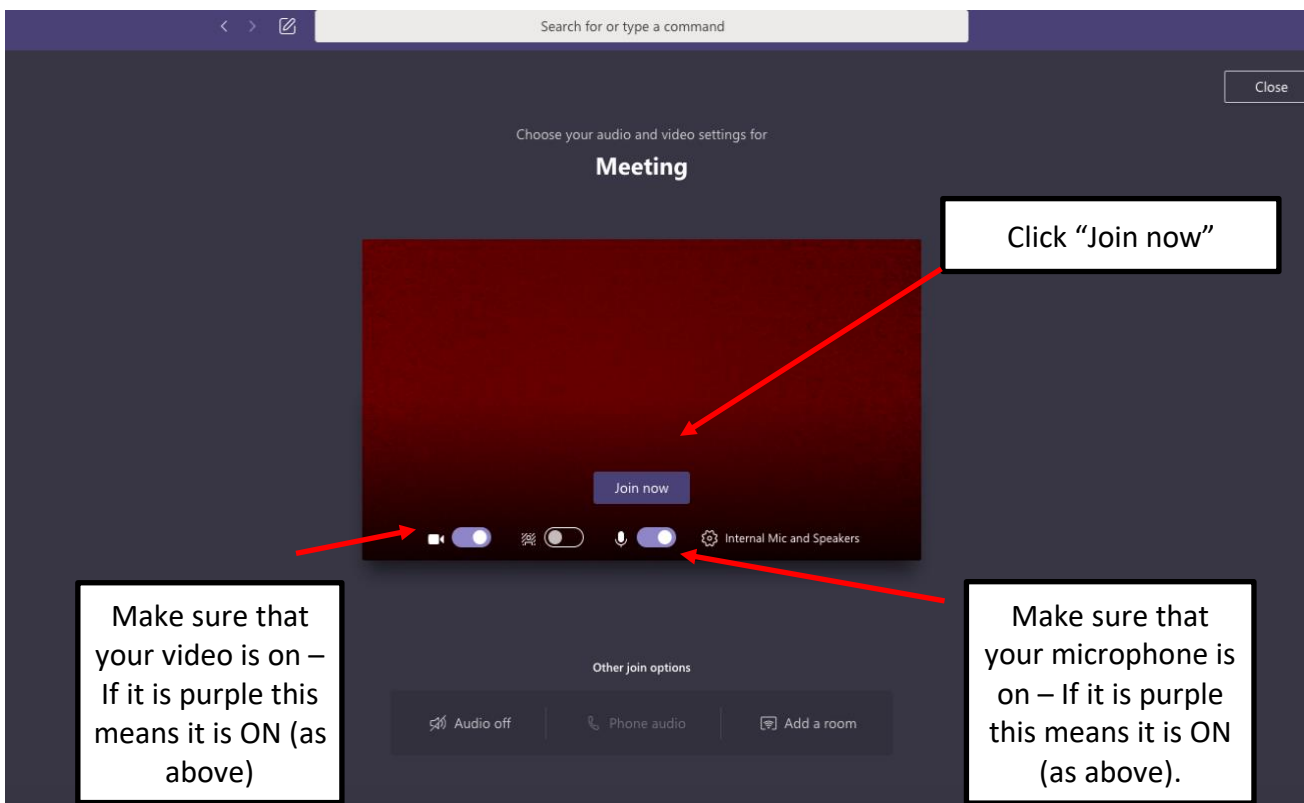 Search for or type a command
Close
Choose your audio and video settings for
Meeting
Click “Join now”
Join now
Internal Mic and Speakers
Make sure that
your video is on –
If it is purple this
means it is ON (as
above)
Make sure that
your microphone is
on – If it is purple
this means it is ON
(as above).
Other join options
Audio off
Phone audio
Add a room